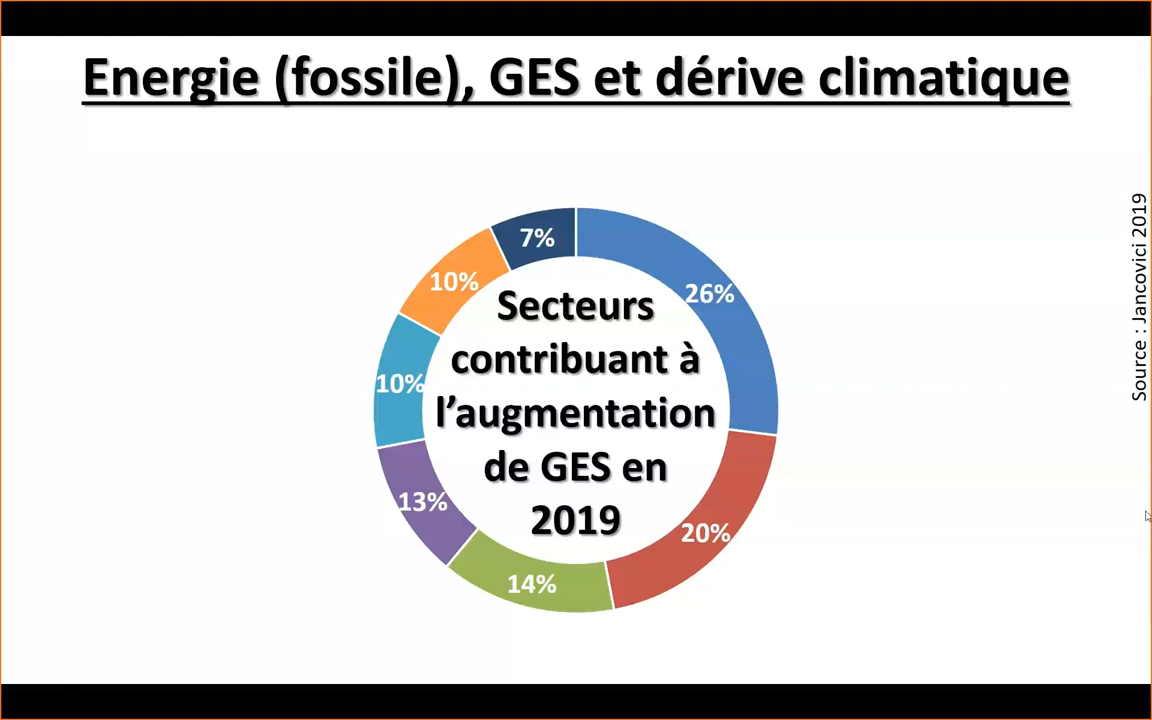 Energie (fossile), GES et dérive climatique
Source : Jancovici 2019
7%
26%
10%
10%
13%
14%
20%
Secteurs
contribuant à
l’augmentation
de GES en
2019